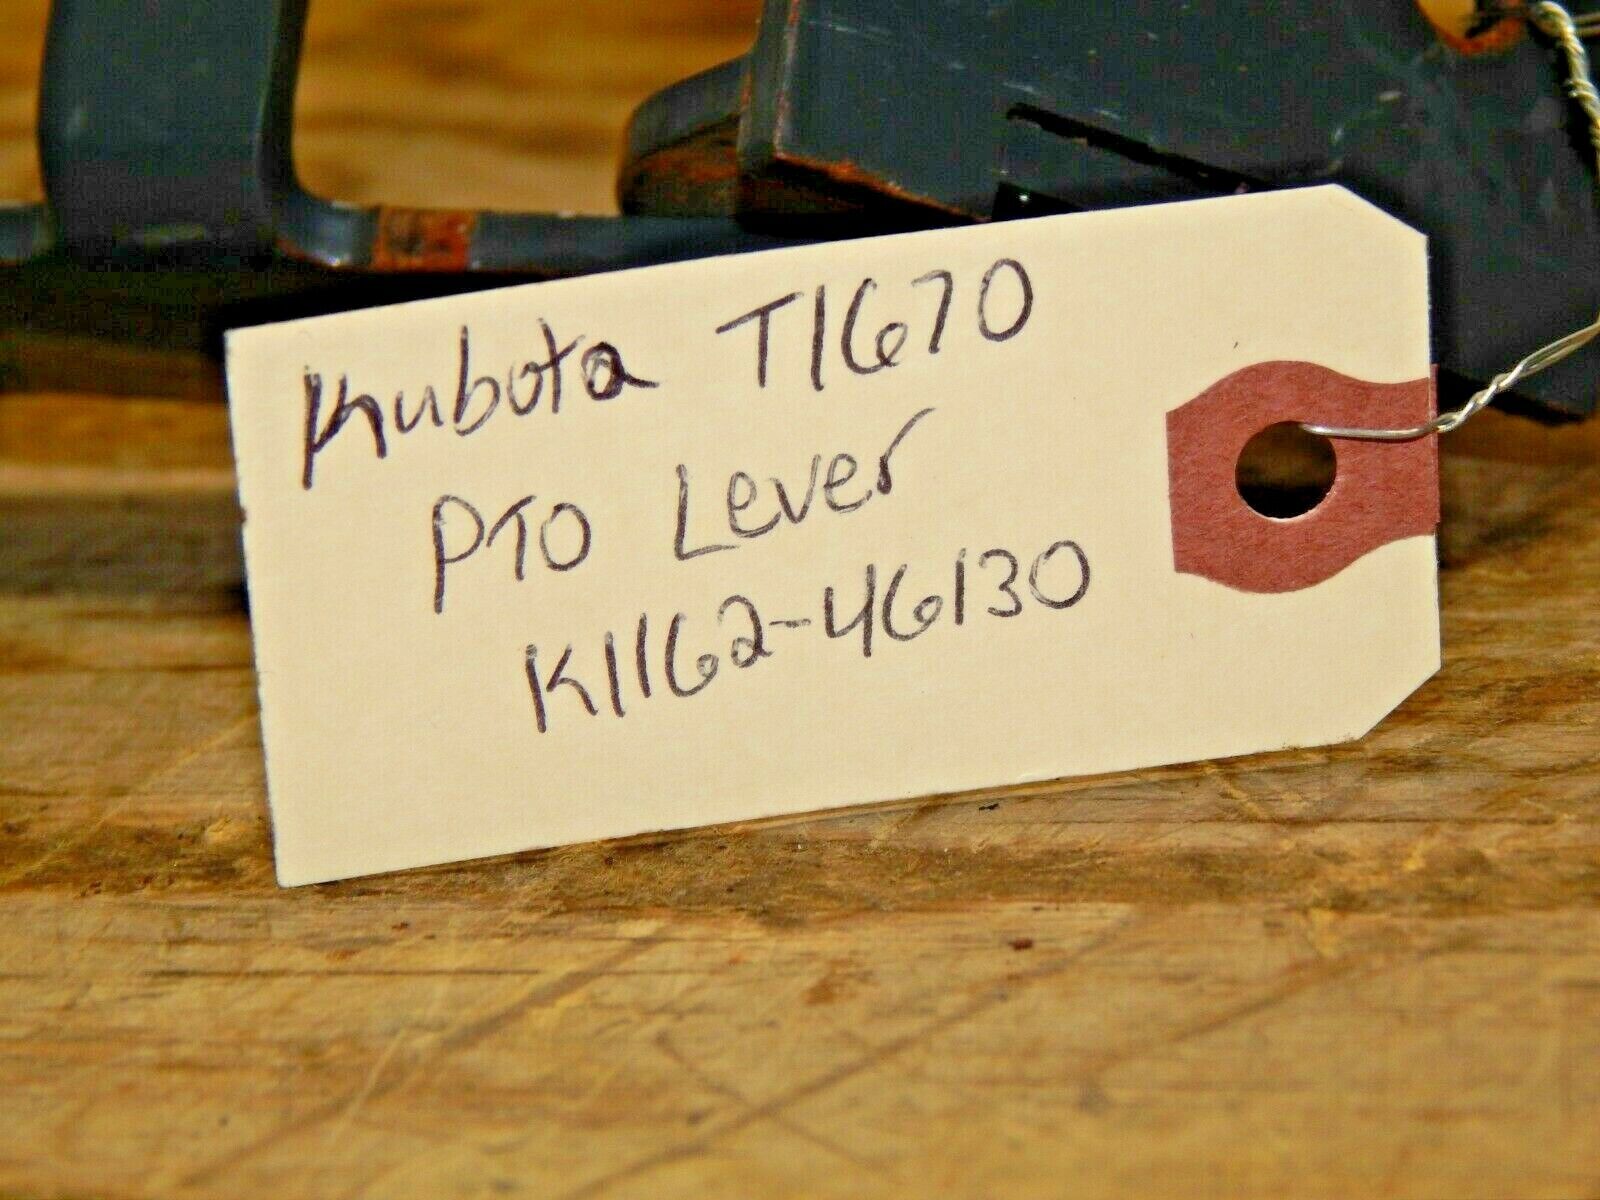 Kubota T1670
PTO Lever
K1162-46130